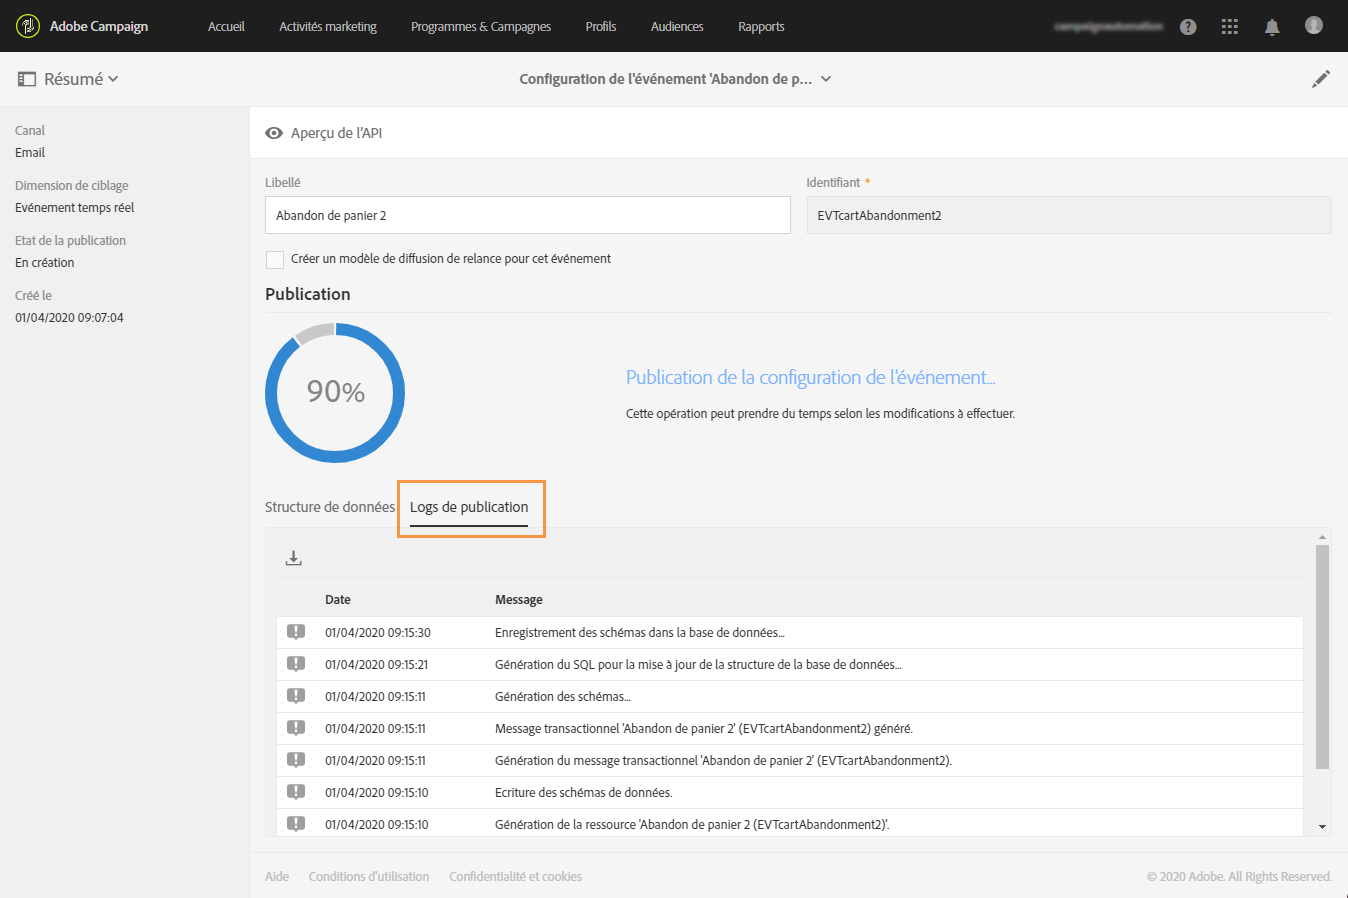 Adobe Campaign
Accueil
Activités marketing
Programmes & Campagnes
Profils
Audiences
Rapports
campaignautomation
Résumé
Configuration de l'événement 'Abandon de p...
Canal
Email
Dimension de ciblage
Evénement temps réel
Etat de la publication
En création
Créé le
01/04/2020 09:07:04
Aperçu de l'API
Libellé
Identifiant *
Abandon de panier 2
EVTcartAbandonment2
Créer un modèle de diffusion de relance pour cet événement
Publication
90%
Publication de la configuration de l'événement...
Cette opération peut prendre du temps selon les modifications à effectuer.
Structure de données
Logs de publication
Date Message
01/04/2020 09:15:30 Enregistrement des schémas dans la base de données...
01/04/2020 09:15:21 Génération du SQL pour la mise à jour de la structure de la base de données...
01/04/2020 09:15:11 Génération des schémas...
01/04/2020 09:15:11 Message transactionnel 'Abandon de panier 2' (EVTcartAbandonment2) généré.
01/04/2020 09:15:11 Génération du message transactionnel 'Abandon de panier 2' (EVTcartAbandonment2).
01/04/2020 09:15:10 Ecriture des schémas de données.
01/04/2020 09:15:10 Génération de la ressource 'Abandon de panier 2 (EVTcartAbandonment2)'.
Aide
Conditions d'utilisation
Confidentialité et cookies
© 2020 Adobe. All Rights Reserved.